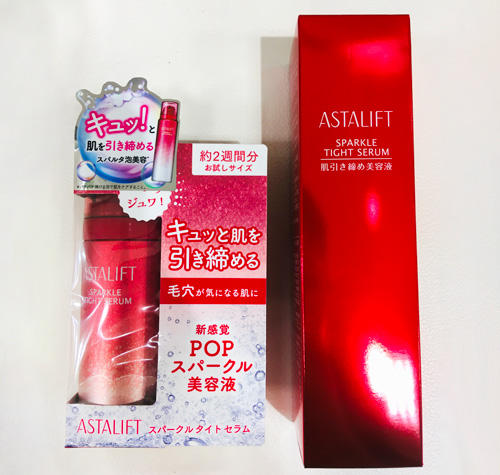 キュッ!と
肌を引き締める
スパルタ泡美容
ASTALIFT
ジュワ!
ASTALIFT
SPARKLE
TIGHT SERUM
約2週間分
お試しサイズ
キュッと肌を
引き締める
毛穴が気になる肌に
新感覚
POP
スパークル
美容液
ASTALIFT スパークル タイト セラム
ASTALIFT
SPARKLE
TIGHT SERUM
肌引き締め美容液